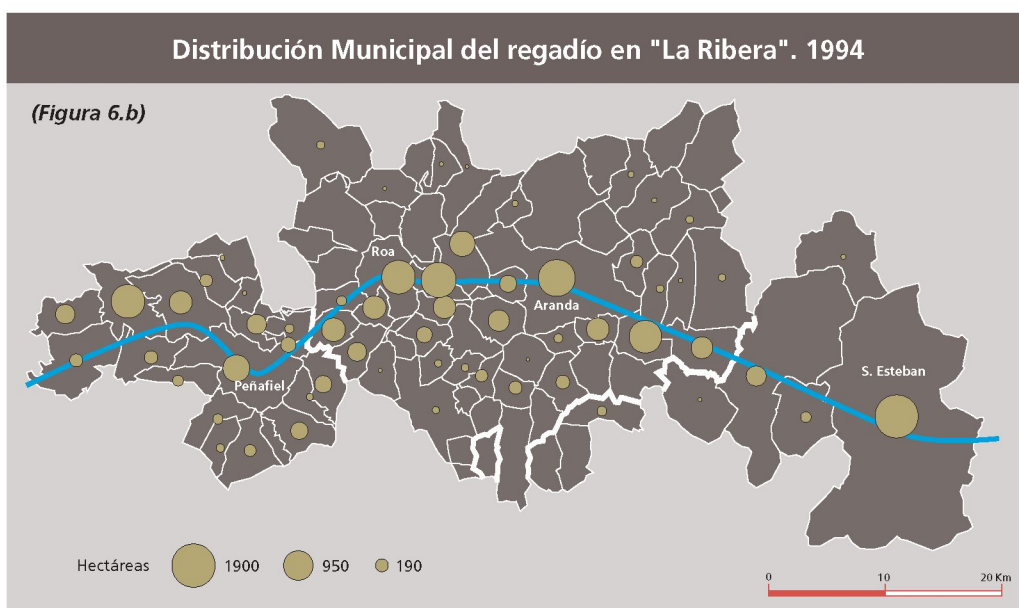 Distribución Municipal del regadío en "La Ribera". 1994
(Figura 6.b)
Roa
Aranda
Peñafiel
S. Esteban
Hectáreas 1900 950 190
0 10 20 Km